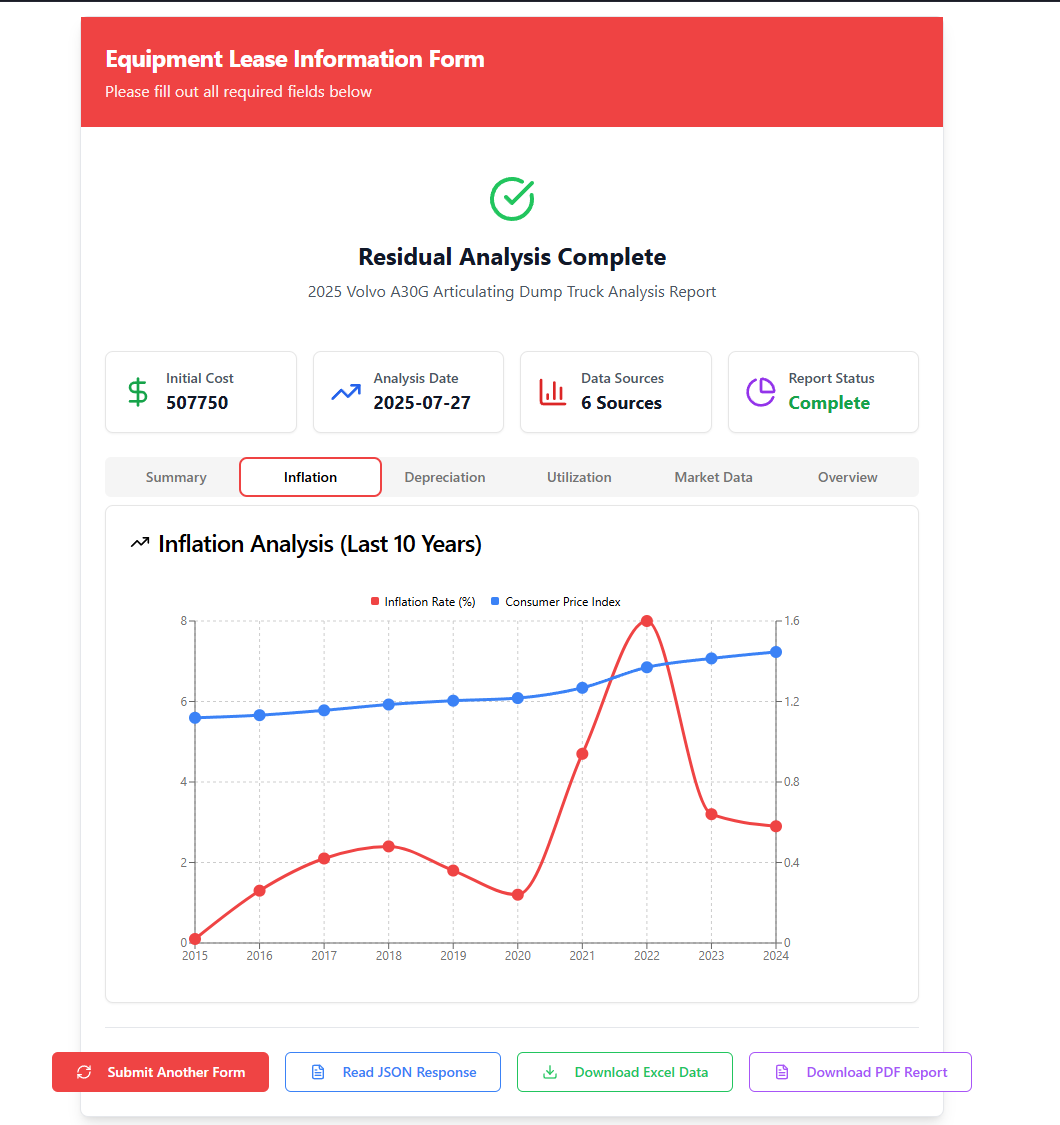 Equipment Lease Information Form
Please fill out all required fields below
Residual Analysis Complete
2025 Volvo A30G Articulating Dump Truck Analysis Report
Initial Cost
507750
Analysis Date
2025-07-27
Data Sources
6 Sources
Report Status
Complete
Summary Inflation Depreciation Utilization Market Data Overview
Inflation Analysis (Last 10 Years)
Inflation Rate (%) Consumer Price Index
8 1.6
6 1.2
4 0.8
2 0.4
0 0
2015 2016 2017 2018 2019 2020 2021 2022 2023 2024
Submit Another Form Read JSON Response Download Excel Data Download PDF Report